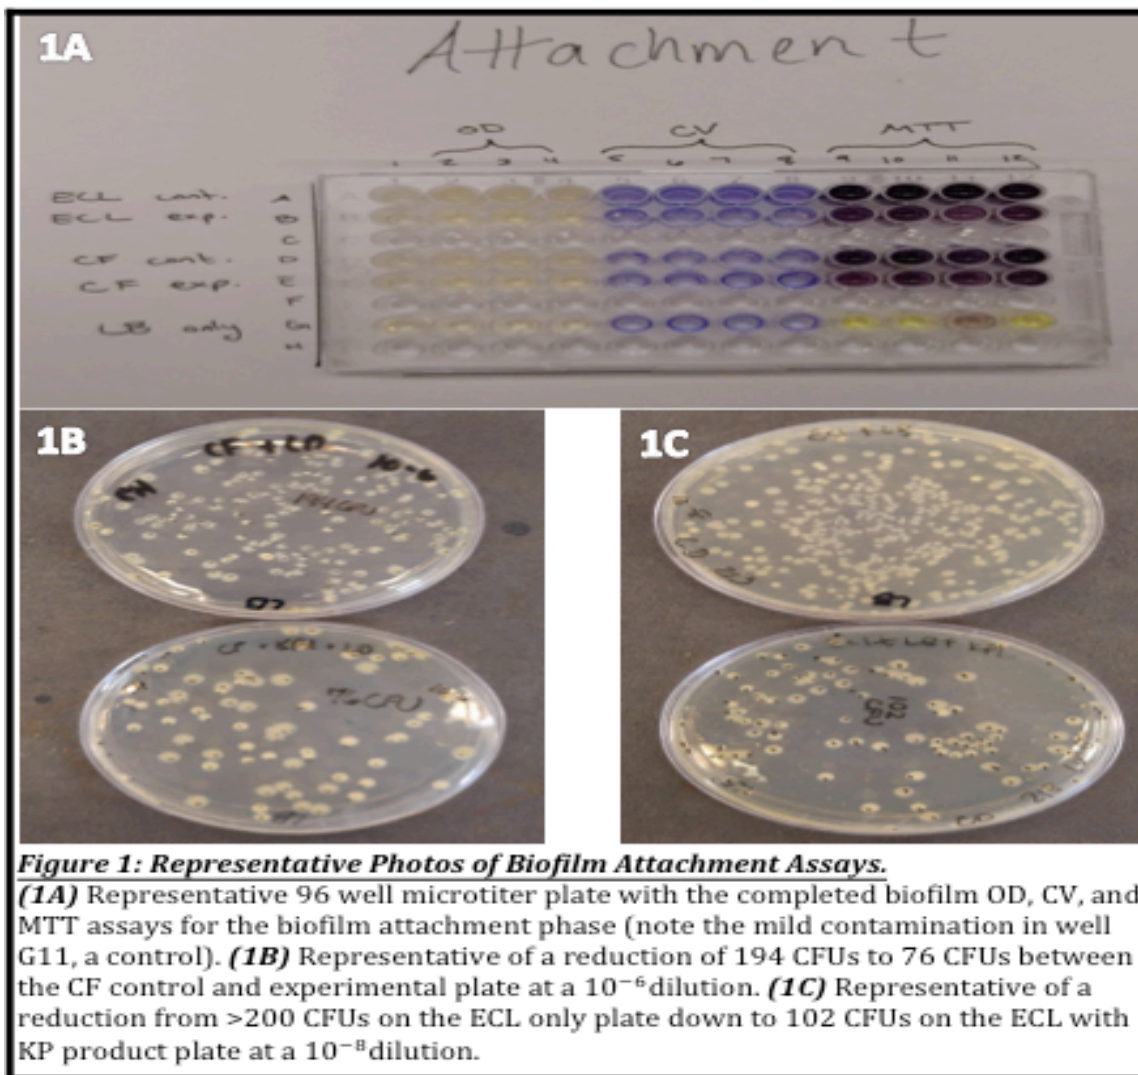 1A
Attachment
OD CV MTT
1 2 3 4 5 6 7 8 9 10 11 12
ECL cont. A
ECL exp. B
C
CF cont. D
CF exp. E
F
LB only G
H
1B
CF + LD
10-6
194 CFU
1C
76 CFU
102
CFU
Figure 1: Representative Photos of Biofilm Attachment Assays.
(1A) Representative 96 well microtiter plate with the completed biofilm OD, CV, and
MTT assays for the biofilm attachment phase (note the mild contamination in well
G11, a control). (1B) Representative of a reduction of 194 CFUs to 76 CFUs between
the CF control and experimental plate at a 10⁻⁶ dilution. (1C) Representative of a
reduction from >200 CFUs on the ECL only plate down to 102 CFUs on the ECL with
KP product plate at a 10⁻⁸ dilution.